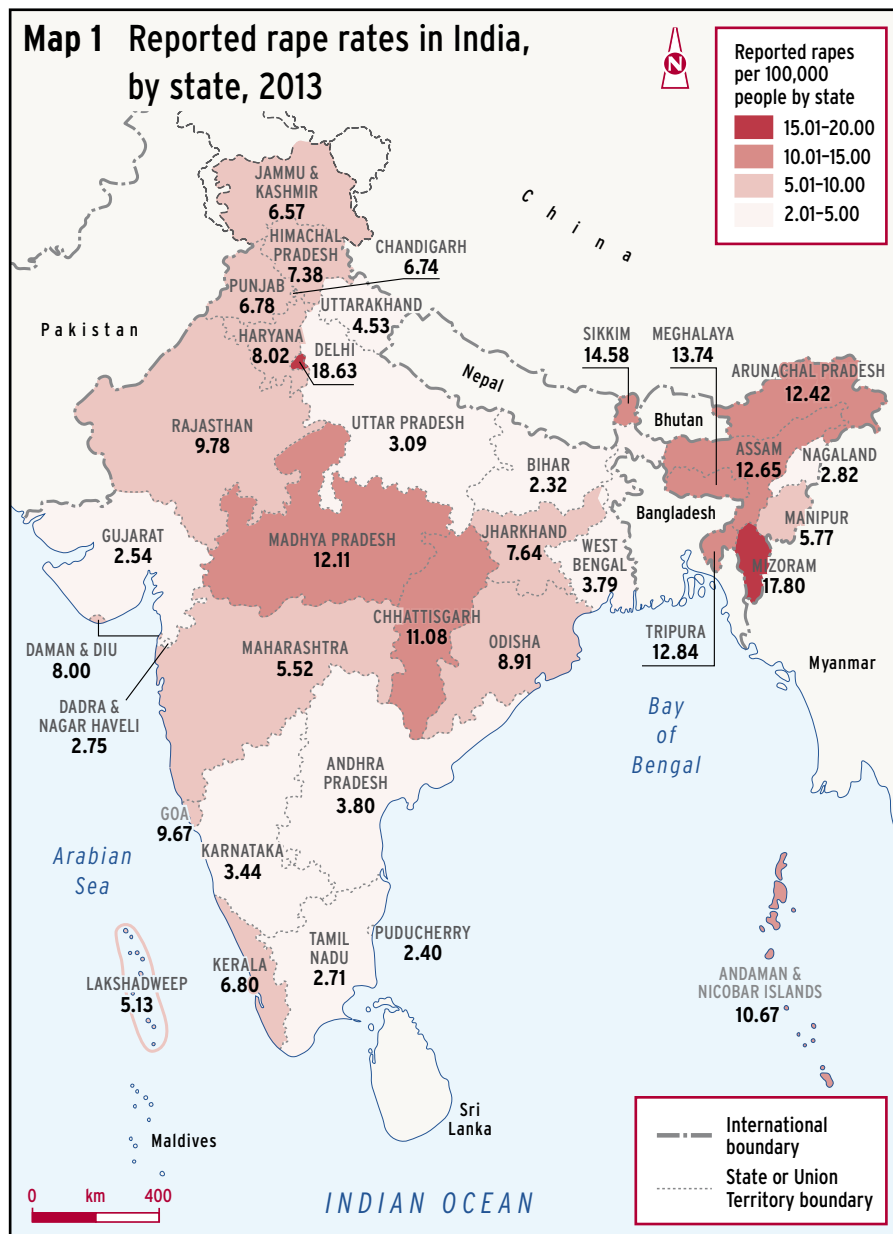 Map 1 Reported rape rates in India,
by state, 2013
N
Reported rapes
per 100,000
people by state
15.01–20.00
10.01–15.00
5.01–10.00
2.01–5.00
China
JAMMU &
KASHMIR
6.57
HIMACHAL
PRADESH
7.38
CHANDIGARH
6.74
PUNJAB
6.78
UTTARAKHAND
4.53
Pakistan
HARYANA
8.02
DELHI
18.63
SIKKIM
14.58
MEGHALAYA
13.74
ARUNACHAL PRADESH
12.42
Nepal
Bhutan
RAJASTHAN
9.78
UTTAR PRADESH
3.09
ASSAM
12.65
NAGALAND
2.82
BIHAR
2.32
Bangladesh
MANIPUR
5.77
GUJARAT
2.54
MADHYA PRADESH
12.11
JHARKHAND
7.64
WEST
BENGAL
3.79
MIZORAM
17.80
CHHATTISGARH
11.08
TRIPURA
12.84
DAMAN & DIU
8.00
MAHARASHTRA
5.52
ODISHA
8.91
Myanmar
DADRA &
NAGAR HAVELI
2.75
Bay
of
Bengal
ANDHRA
PRADESH
3.80
GOA
9.67
Arabian
Sea
KARNATAKA
3.44
PUDUCHERRY
2.40
TAMIL
NADU
2.71
KERALA
6.80
LAKSHADWEEP
5.13
ANDAMAN &
NICOBAR ISLANDS
10.67
Sri
Lanka
Maldives
International
boundary
State or Union
Territory boundary
0 km 400
INDIAN OCEAN